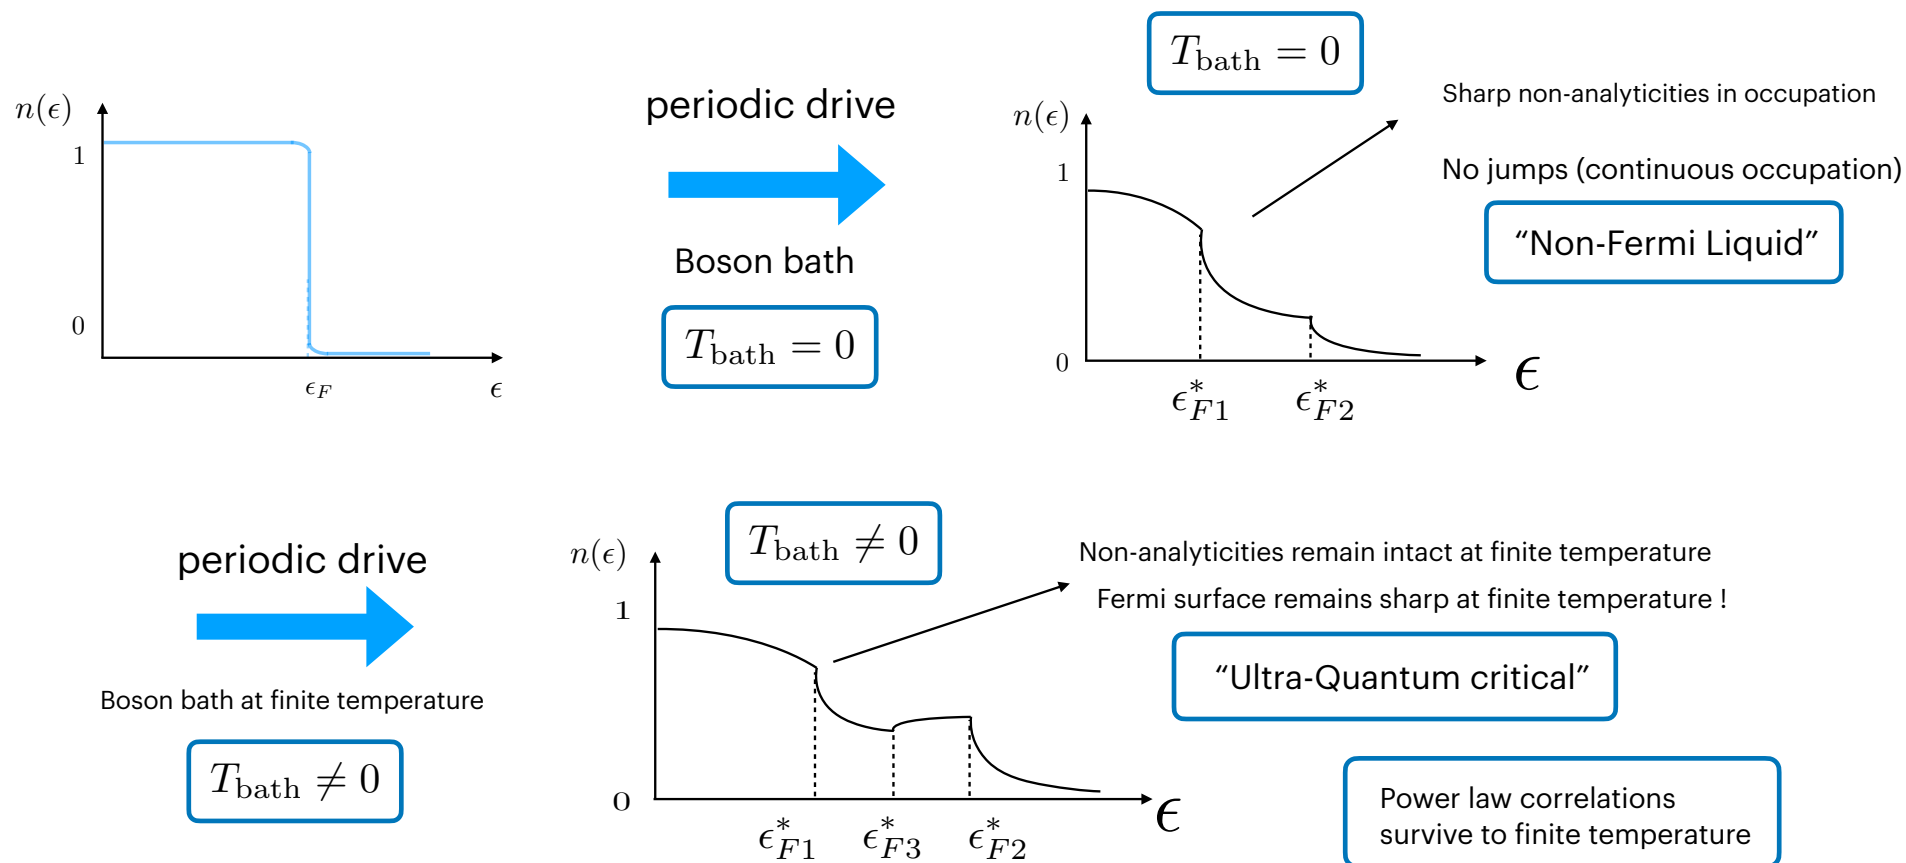 n(ϵ)
1
0
ϵ_F
ϵ
periodic drive
Boson bath
T_bath = 0
T_bath = 0
n(ϵ)
1
0
ϵ*_F1
ϵ*_F2
ϵ
Sharp non-analyticities in occupation
No jumps (continuous occupation)
“Non-Fermi Liquid”
periodic drive
Boson bath at finite temperature
T_bath ≠ 0
T_bath ≠ 0
n(ϵ)
1
0
ϵ*_F1
ϵ*_F3
ϵ*_F2
ϵ
Non-analyticities remain intact at finite temperature
Fermi surface remains sharp at finite temperature !
“Ultra-Quantum critical”
Power law correlations
survive to finite temperature